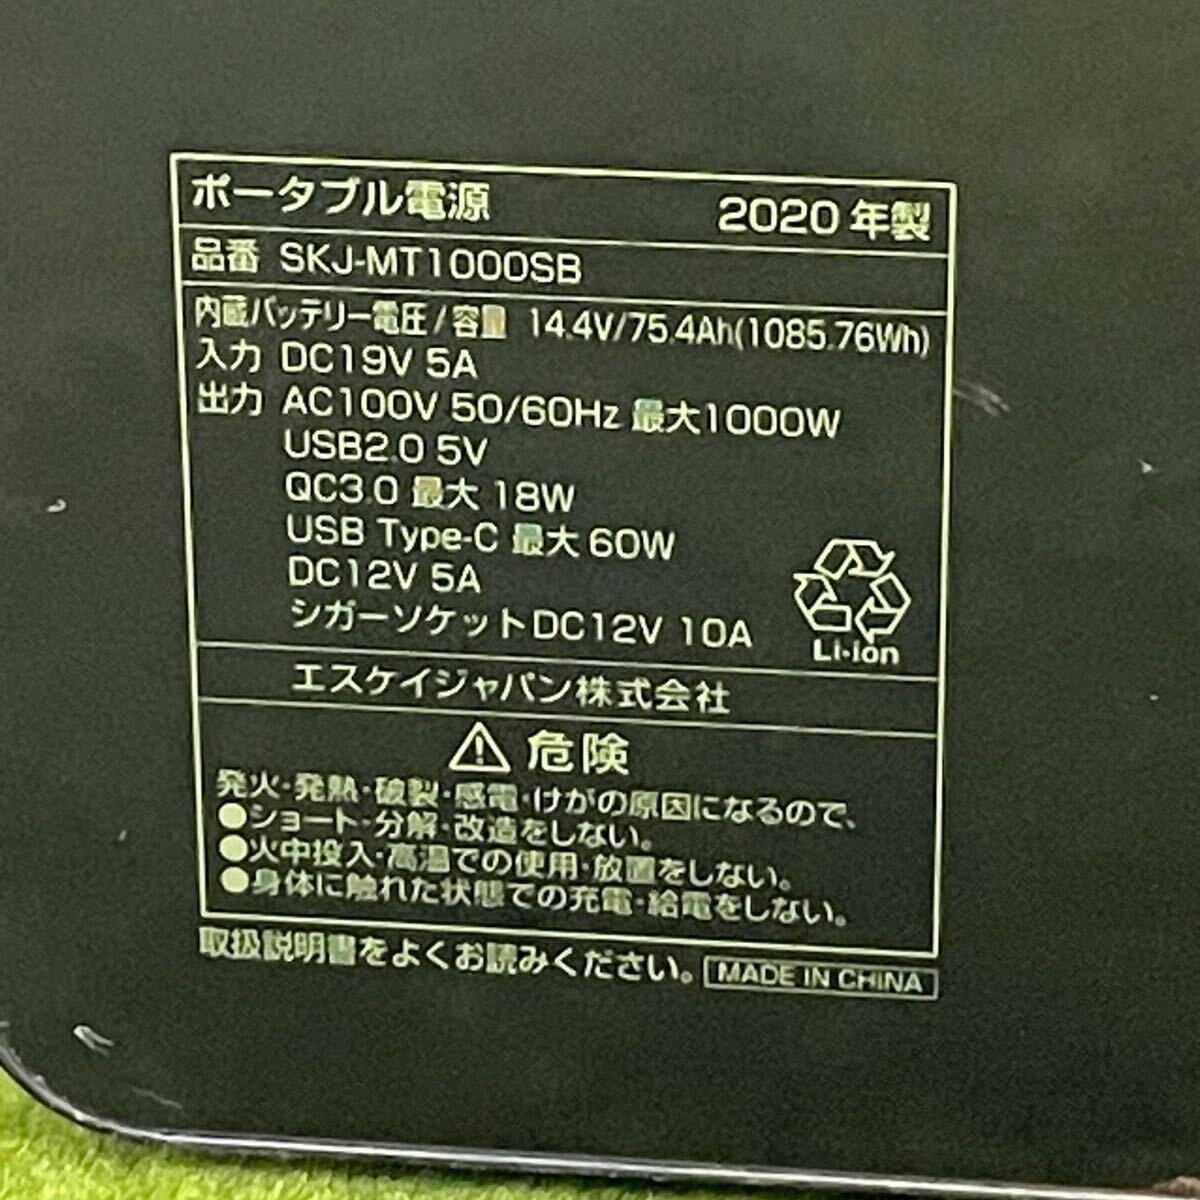 ポータブル電源 2020年製
品番 SKJ-MT1000SB
内蔵バッテリー電圧/容量 14.4V/75.4Ah(1085.76Wh)
入力 DC19V 5A
出力 AC100V 50/60Hz 最大1000W
USB2.0 5V
QC3.0 最大 18W
USB Type-C 最大 60W
DC12V 5A
シガーソケットDC12V 10A
Li-ion
エスケイジャパン株式会社
⚠ 危険
発火・発熱・破裂・感電・けがの原因になるので、
●ショート・分解・改造をしない。
●火中投入・高温での使用・放置をしない。
●身体に触れた状態での充電・給電をしない。
取扱説明書をよくお読みください。 MADE IN CHINA